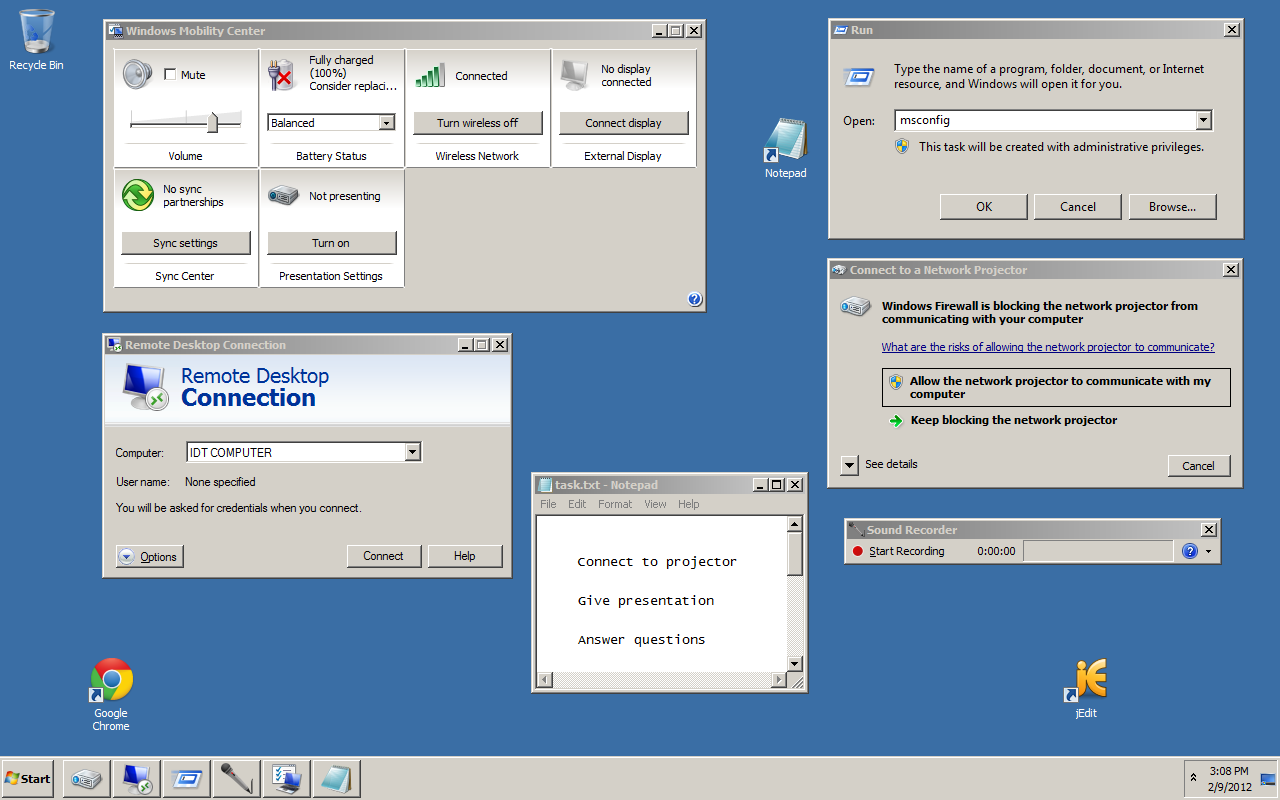 Recycle Bin
Windows Mobility Center
Mute
Volume
Fully charged
(100%)
Consider replaci...
Balanced
Battery Status
Connected
Turn wireless off
Wireless Network
No display
connected
Connect display
External Display
No sync
partnerships
Sync settings
Sync Center
Not presenting
Turn on
Presentation Settings
Notepad
Run
Type the name of a program, folder, document, or Internet
resource, and Windows will open it for you.
Open: msconfig
This task will be created with administrative privileges.
OK Cancel Browse...
Connect to a Network Projector
Windows Firewall is blocking the network projector from
communicating with your computer
What are the risks of allowing the network projector to communicate?
Allow the network projector to communicate with my
computer
Keep blocking the network projector
See details
Cancel
Remote Desktop Connection
Remote Desktop
Connection
Computer: IDT COMPUTER
User name: None specified
You will be asked for credentials when you connect.
Options Connect Help
task.txt - Notepad
File Edit Format View Help
Connect to projector
Give presentation
Answer questions
Sound Recorder
Start Recording 0:00:00
Google
Chrome
jEdit
Start
3:08 PM
2/9/2012